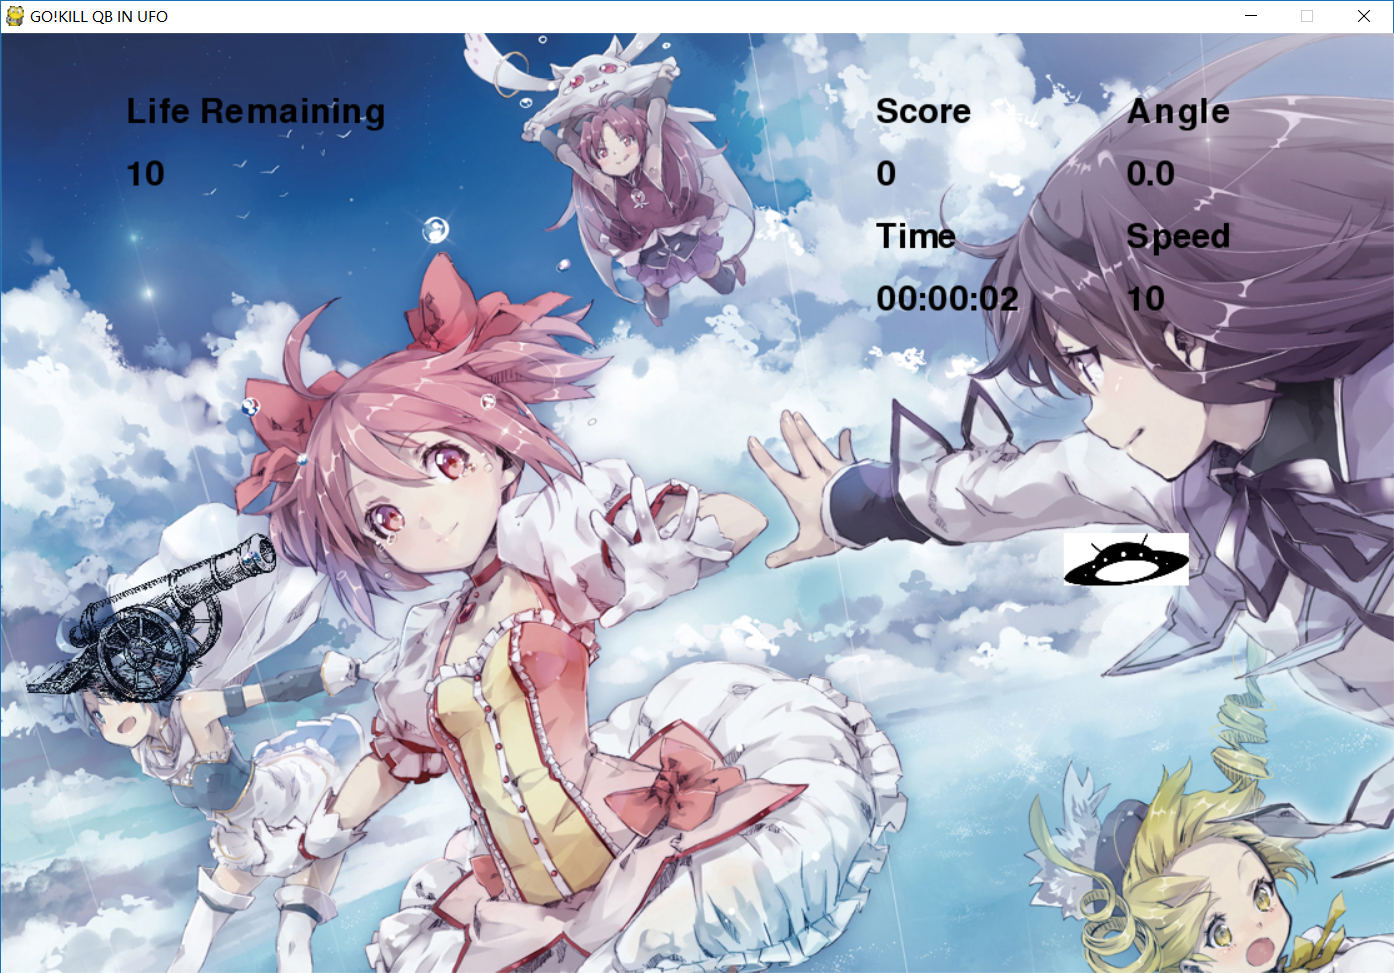 GO!KILL QB IN UFO
Life Remaining
10
Score
0
Time
00:00:02
Angle
0.0
Speed
10